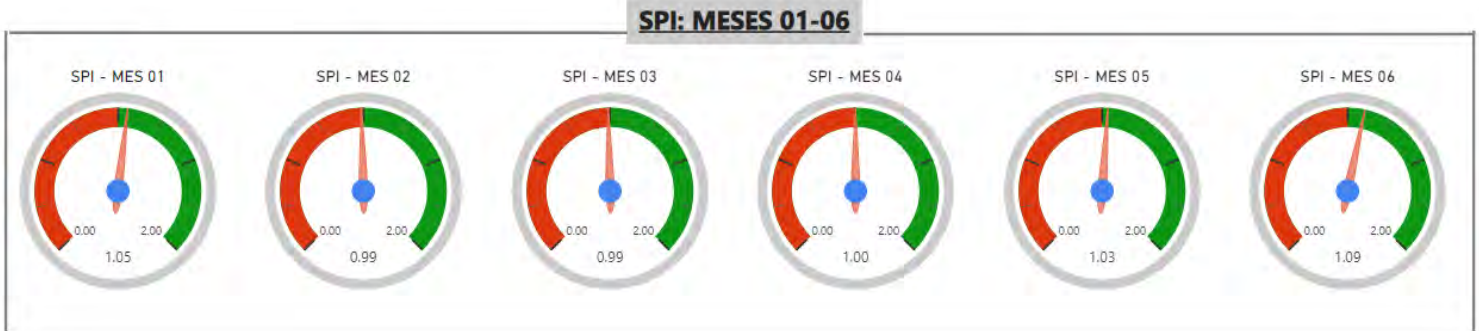 SPI: MESES 01-06
SPI - MES 01
SPI - MES 02
SPI - MES 03
SPI - MES 04
SPI - MES 05
SPI - MES 06
0.00 2.00
0.00 2.00
0.00 2.00
0.00 2.00
0.00 2.00
0.00 2.00
1.05
0.99
0.99
1.00
1.03
1.09